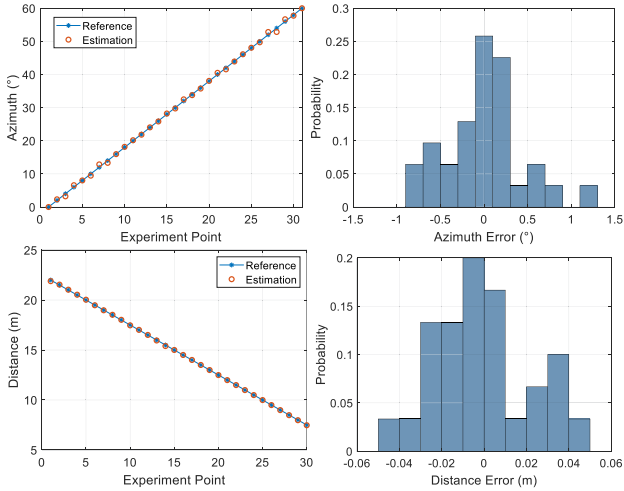 60
50
40
30
20
10
0
Azimuth (°)
Reference
Estimation
0 5 10 15 20 25 30
Experiment Point
0.3
0.25
0.2
0.15
0.1
0.05
0
Probability
-1.5 -1 -0.5 0 0.5 1 1.5
Azimuth Error (°)
25
20
15
10
5
Distance (m)
Reference
Estimation
0 5 10 15 20 25 30
Experiment Point
0.2
0.15
0.1
0.05
0
Probability
-0.06 -0.04 -0.02 0 0.02 0.04 0.06
Distance Error (m)